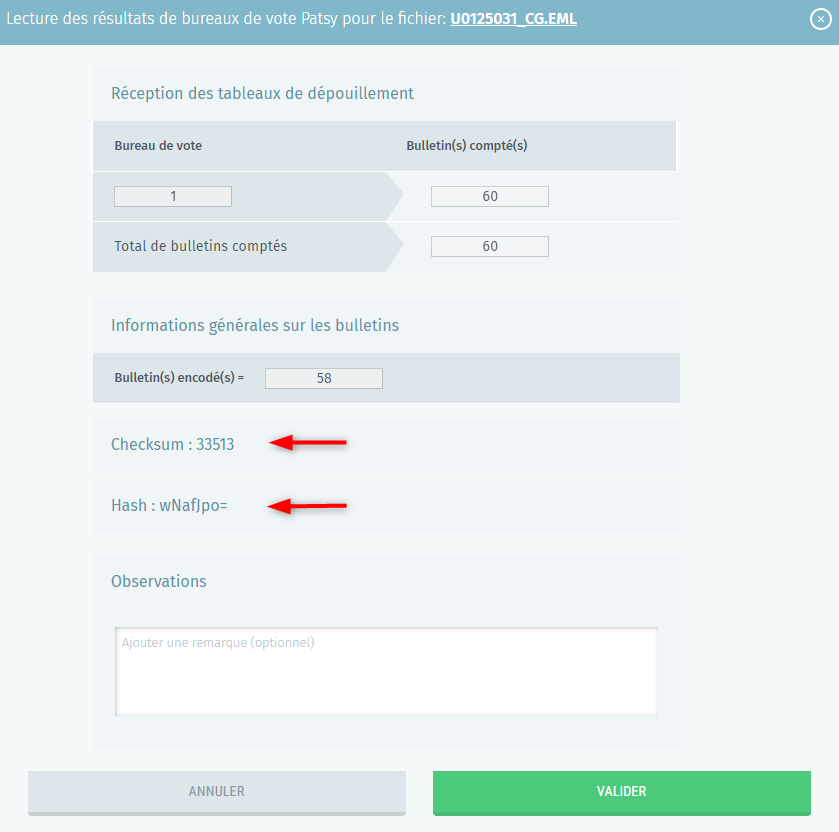 Lecture des résultats de bureaux de vote Patsy pour le fichier: U0125031_CG.EML
Réception des tableaux de dépouillement
Bureau de vote Bulletin(s) compté(s)
1 60
Total de bulletins comptés 60
Informations générales sur les bulletins
Bulletin(s) encodé(s) = 58
Checksum : 33513
Hash : wNafJpo=
Observations
Ajouter une remarque (optionnel)
ANNULER VALIDER